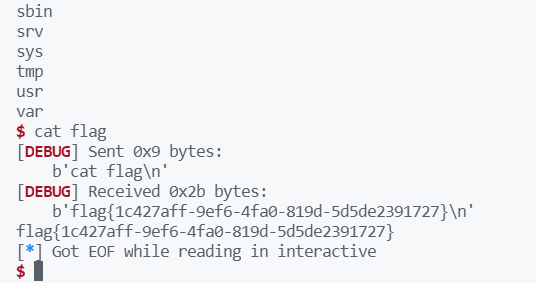 sbin
srv
sys
tmp
usr
var
$ cat flag
[DEBUG] Sent 0x9 bytes:
    b'cat flag\n'
[DEBUG] Received 0x2b bytes:
    b'flag{1c427aff-9ef6-4fa0-819d-5d5de2391727}\n'
flag{1c427aff-9ef6-4fa0-819d-5d5de2391727}
[*] Got EOF while reading in interactive
$